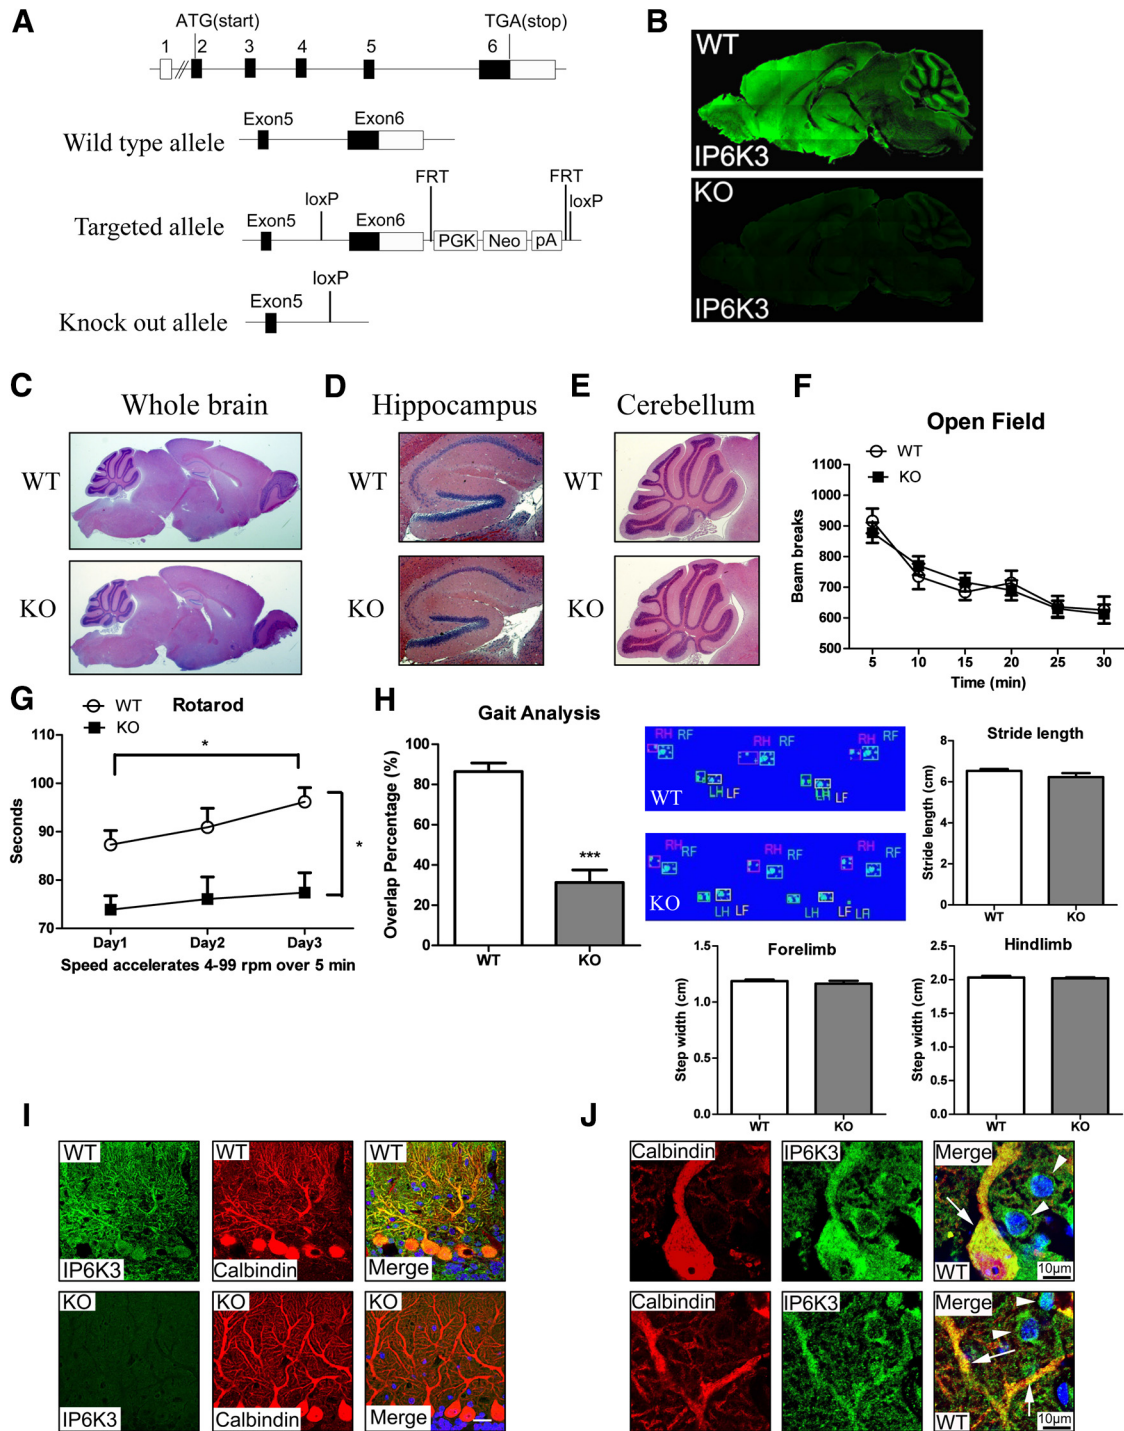 A
ATG(start)
TGA(stop)
1
2
3
4
5
6
Exon5
Exon6
Wild type allele
FRT
FRT
loxP
loxP
Exon5
Exon6
Targeted allele
PGK
Neo
pA
loxP
Exon5
Knock out allele
B
WT
IP6K3
KO
IP6K3
C
Whole brain
WT
KO
D
Hippocampus
WT
KO
E
Cerebellum
WT
KO
F
Open Field
WT
KO
1100
1000
900
800
700
600
500
Beam breaks
5 10 15 20 25 30
Time (min)
G
Rotarod
WT
KO
110
100
90
80
70
Seconds
*
*
Day1 Day2 Day3
Speed accelerates 4-99 rpm over 5 min
H
Gait Analysis
100
80
60
40
20
0
Overlap Percentage (%)
***
WT KO
RH RF
RH RF
RH RF
LH LF
LH LF
WT
RH RF
RH RF
RH RF
LH LF
LH LF
KO
Stride length
8
6
4
2
0
Stride length (cm)
WT KO
Forelimb
1.5
1.0
0.5
0.0
Step width (cm)
WT KO
Hindlimb
2.5
2.0
1.5
1.0
0.5
0.0
Step width (cm)
WT KO
I
WT
IP6K3
WT
Calbindin
WT
Merge
KO
IP6K3
KO
Calbindin
KO
Merge
J
Calbindin
IP6K3
Merge
WT
10µm
Calbindin
IP6K3
Merge
WT
10µm